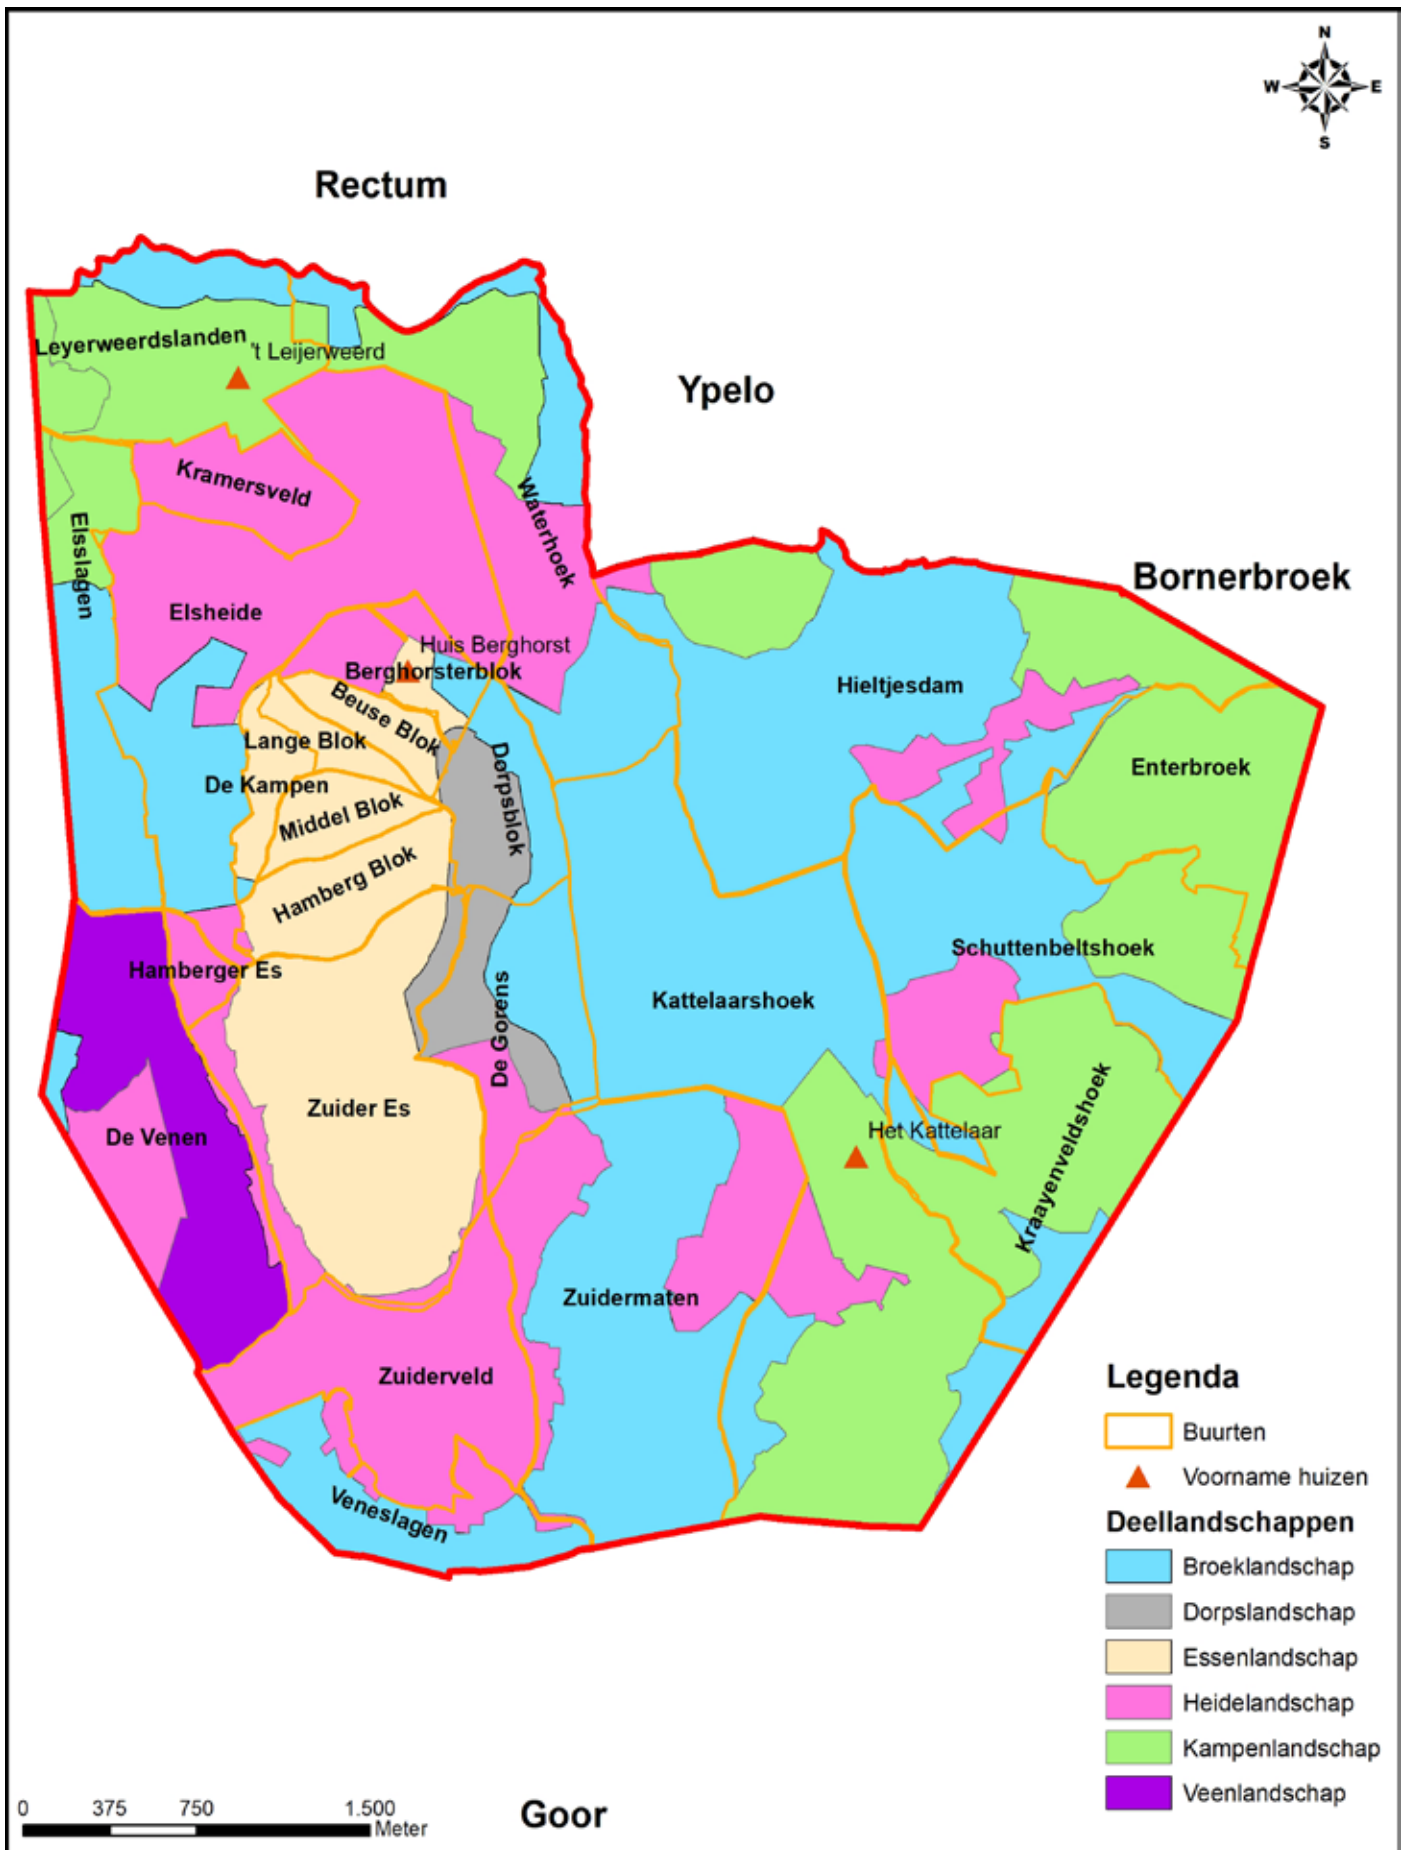 N
W E
S
Rectum
Ypelo
Bornerbroek
Leyerweerdslanden
't Leijerweerd
Kramersveld
Waterhoek
Elsslagen
Elsheide
Huis Berghorst
Berghorsterblok
Beuse Blok
Hieltjesdam
Lange Blok
Dorpsblok
Enterbroek
De Kampen
Middel Blok
Hamberg Blok
Schuttenbeltshoek
Hamberger Es
Kattelaarshoek
De Gorens
Zuider Es
De Venen
Het Kattelaar
Kraayenveldshoek
Zuidermaten
Zuiderveld
Veneslagen
Legenda
Buurten
Voorname huizen
Deellandschappen
Broeklandschap
Dorpslandschap
Essenlandschap
Heidelandschap
Kampenlandschap
Veenlandschap
0 375 750 1.500
Meter
Goor